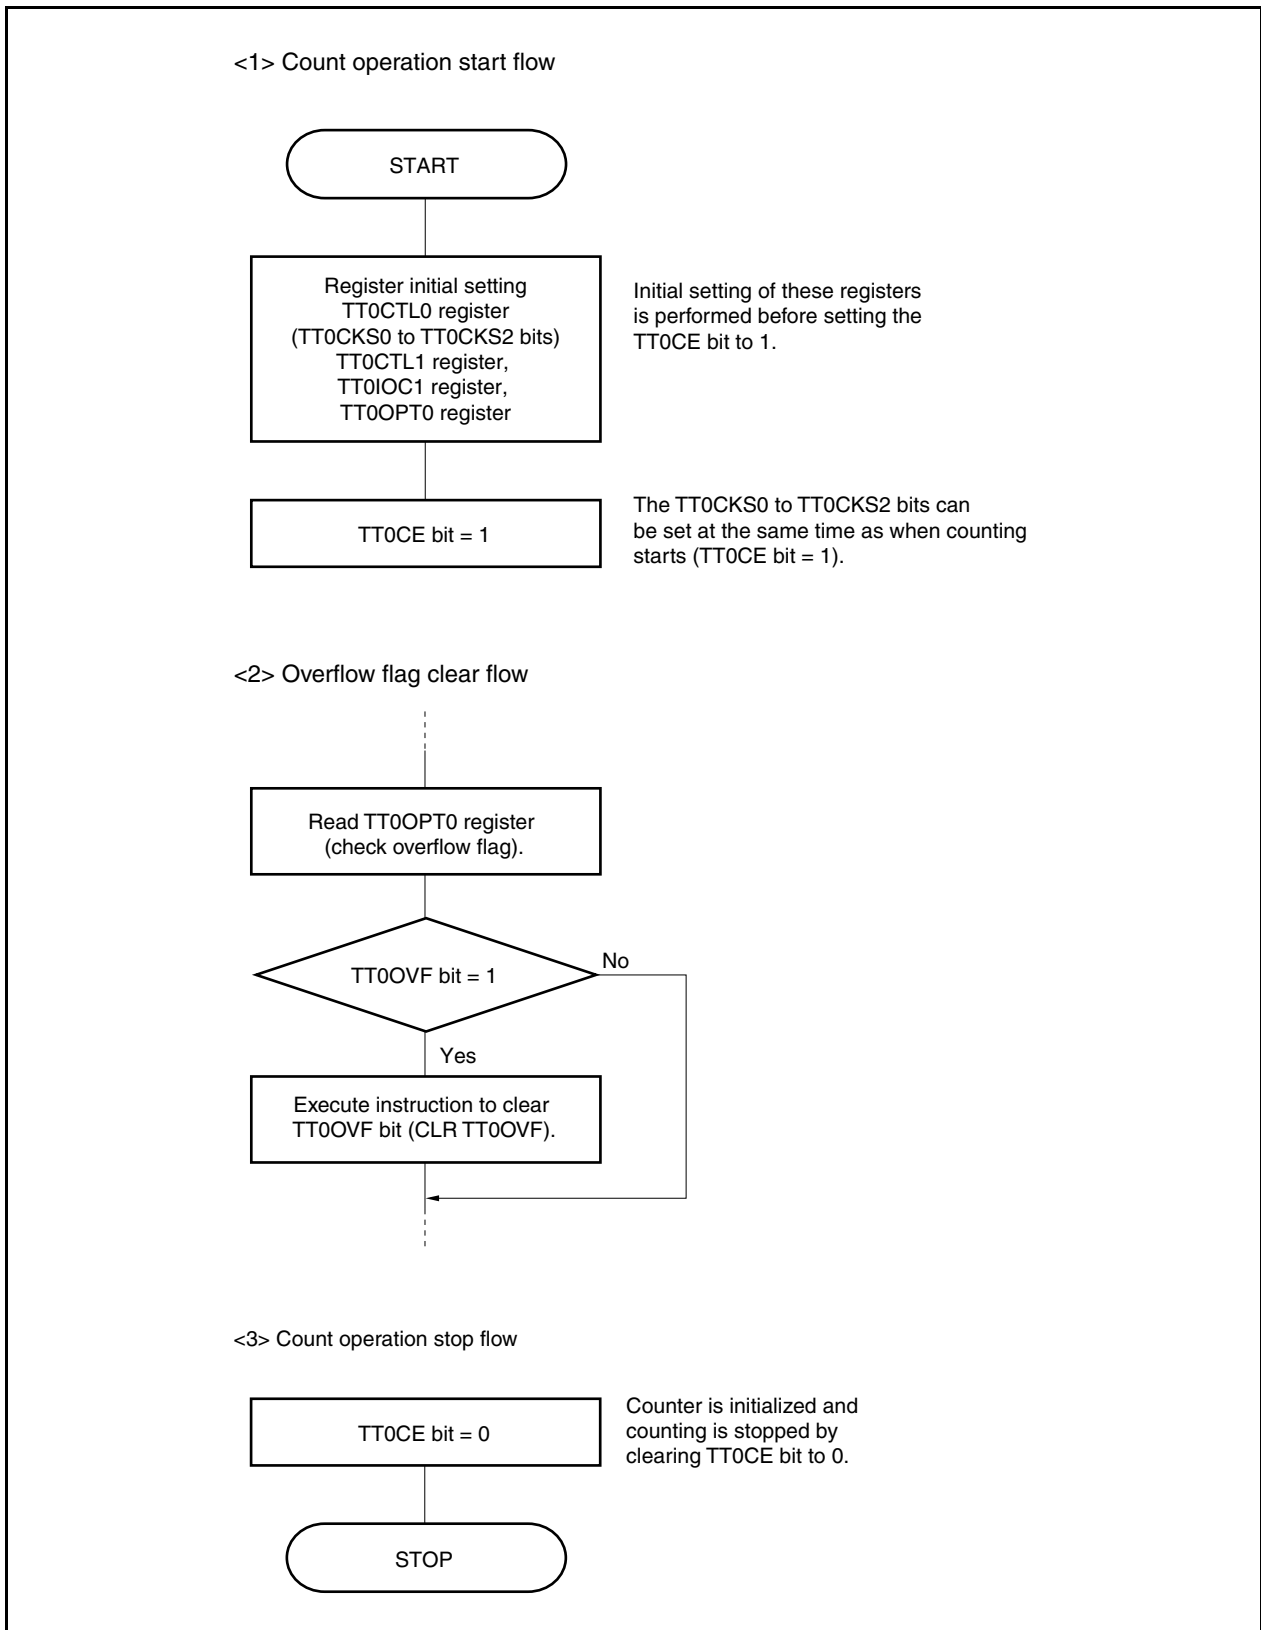 <1> Count operation start flow
START
Register initial setting
TT0CTL0 register
(TT0CKS0 to TT0CKS2 bits)
TT0CTL1 register,
TT0IOC1 register,
TT0OPT0 register
Initial setting of these registers
is performed before setting the
TT0CE bit to 1.
TT0CE bit = 1
The TT0CKS0 to TT0CKS2 bits can
be set at the same time as when counting
starts (TT0CE bit = 1).
<2> Overflow flag clear flow
Read TT0OPT0 register
(check overflow flag).
TT0OVF bit = 1
No
Yes
Execute instruction to clear
TT0OVF bit (CLR TT0OVF).
<3> Count operation stop flow
TT0CE bit = 0
Counter is initialized and
counting is stopped by
clearing TT0CE bit to 0.
STOP